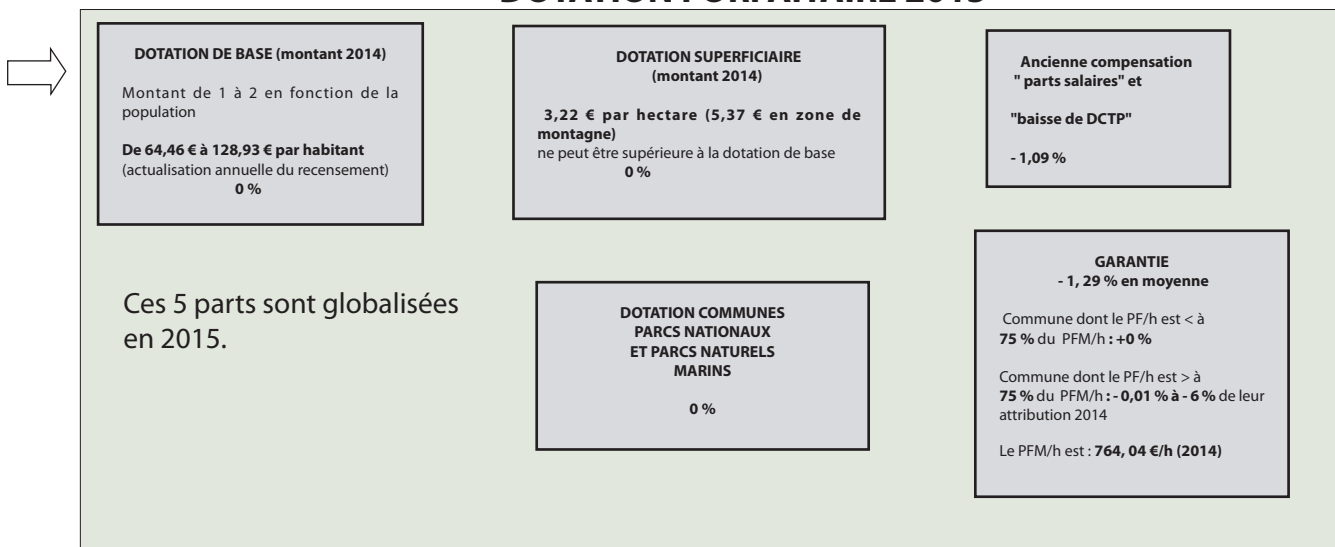 DOTATION FORFAITAIRE 2015
DOTATION DE BASE (montant 2014)
Montant de 1 à 2 en fonction de la
population
De 64,46 € à 128,93 € par habitant
(actualisation annuelle du recensement)
0 %
DOTATION SUPERFICIAIRE
(montant 2014)
3,22 € par hectare (5,37 € en zone de
montagne)
ne peut être supérieure à la dotation de base
0 %
Ancienne compensation
" parts salaires" et
"baisse de DCTP"
- 1,09 %
Ces 5 parts sont globalisées
en 2015.
DOTATION COMMUNES
PARCS NATIONAUX
ET PARCS NATURELS
MARINS
0 %
GARANTIE
- 1, 29 % en moyenne
Commune dont le PF/h est < à
75 % du PFM/h : +0 %
Commune dont le PF/h est > à
75 % du PFM/h : - 0,01 % à - 6 % de leur
attribution 2014
Le PFM/h est : 764, 04 €/h (2014)